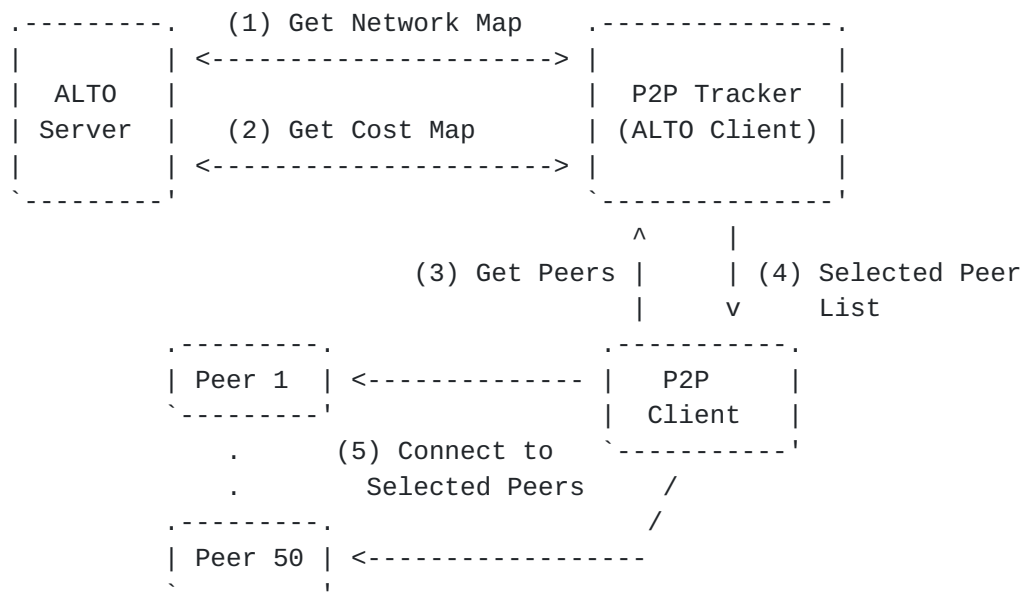 (1) Get Network Map
ALTO P2P Tracker
Server (2) Get Cost Map (ALTO Client)
(3) Get Peers (4) Selected Peer
List
Peer 1 P2P
Client
(5) Connect to
Selected Peers
Peer 50